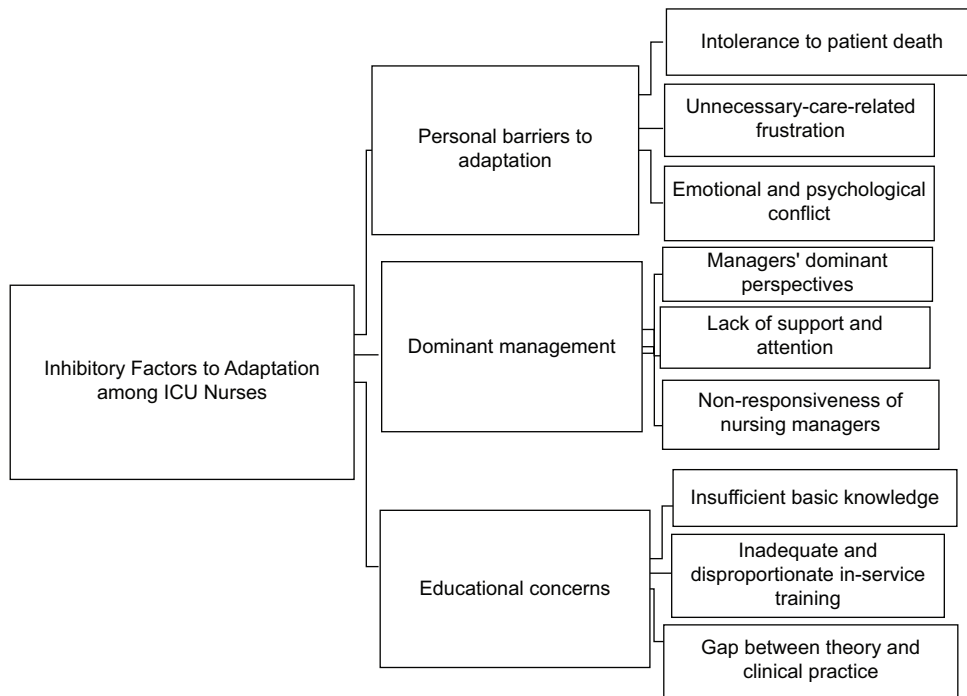 Inhibitory Factors to Adaptation
among ICU Nurses
Personal barriers to
adaptation
Intolerance to patient death
Unnecessary-care-related
frustration
Emotional and psychological
conflict
Dominant management
Managers' dominant
perspectives
Lack of support and
attention
Non-responsiveness of
nursing managers
Educational concerns
Insufficient basic knowledge
Inadequate and
disproportionate in-service
training
Gap between theory and
clinical practice